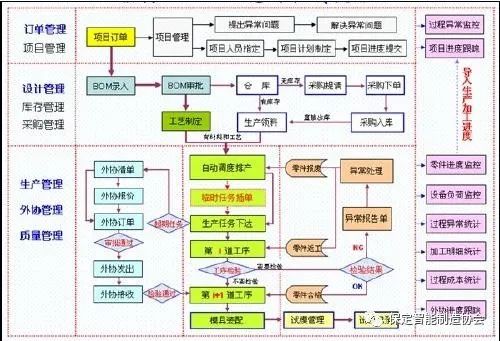 订单管理
项目管理
项目订单
项目管理
提出异常问题
解决异常问题
项目人员指定
项目计划制定
项目进度提交
过程异常监控
项目进度跟踪
设计管理
库存管理
采购管理
BOM录入
BOM审批
仓 库
无库存
采购提请
采购下单
有库存
工艺制定
生产领料
直接出库
采购入库
有材料和工艺
导入生产加工进度
生产管理
外协管理
质量管理
外协清单
外协报价
外协订单
超期任务
审批通过
外协发出
外协接收
检验通过
自动调度排产
临时任务插单
生产任务下达
第 I 道工序
工序检验
需要检验
不要检验
第 I+1 道工序
模具装配
零件报废
零件返工
零件合格
异常处理
异常报告单
NG
检验结果
OK
试模管理
零件进度监控
设备负荷监控
过程异常统计
加工明细统计
过程成本统计
外协进度跟踪
保定智能制造协会